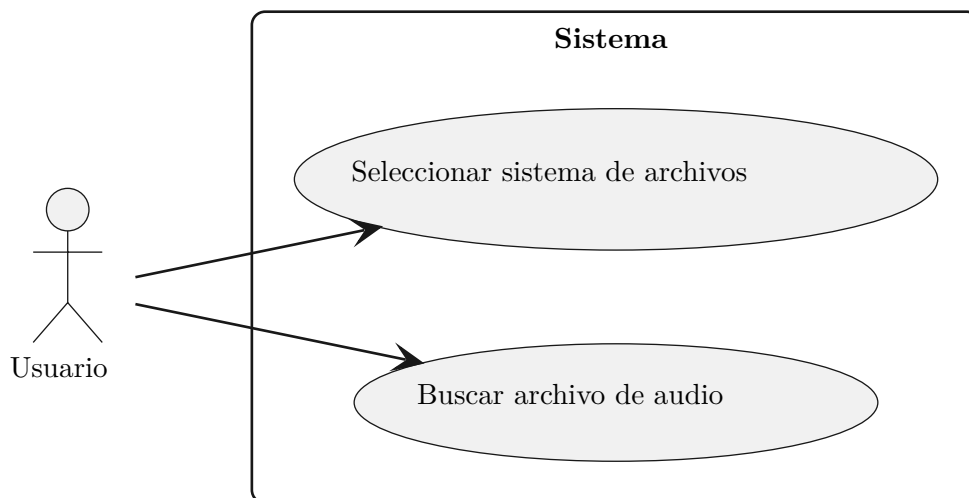 Sistema
Seleccionar sistema de archivos
Usuario
Buscar archivo de audio